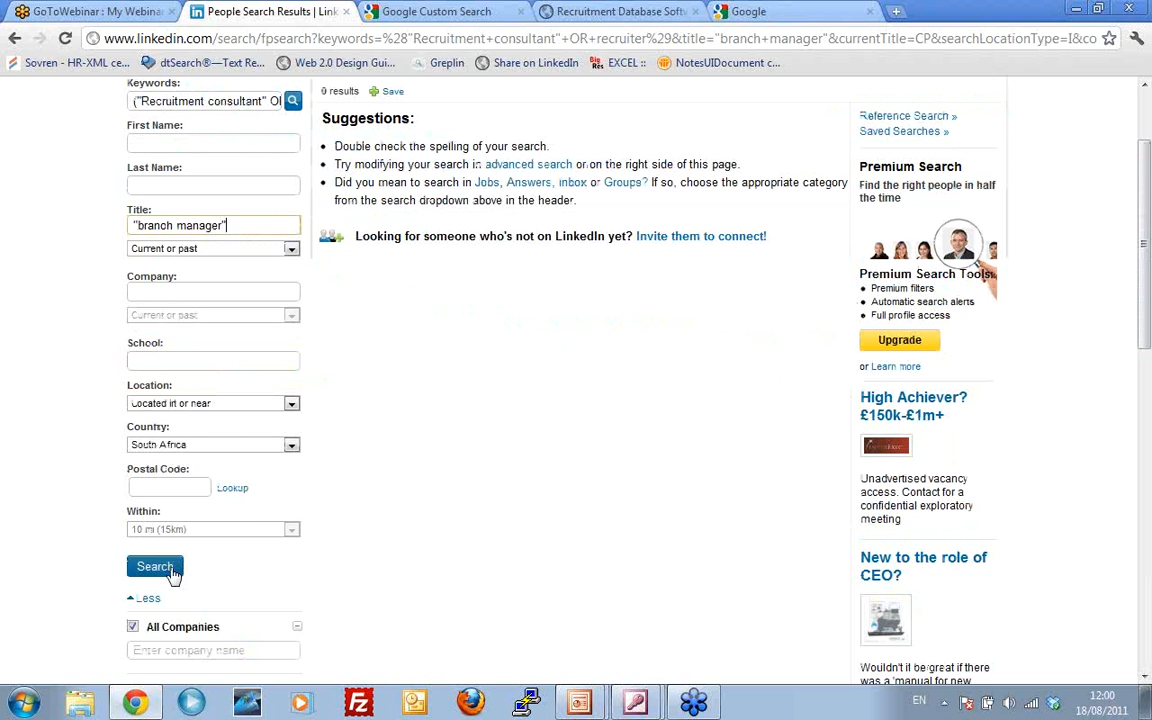 GoToWebinar : My Webinar
People Search Results | Link
Google Custom Search
Recruitment Database Softw
Google
www.linkedin.com/search/fpsearch?keywords=%28"Recruitment+consultant"+OR+recruiter%29&title="branch+manager"&currentTitle=CP&searchLocationType=I&co
Sovren - HR-XML ce...
dtSearch®—Text Re...
Web 2.0 Design Gui...
Greplin
Share on LinkedIn
EXCEL ::
NotesUIDocument c...
Keywords:
("Recruitment consultant" OI
First Name:
Last Name:
Title:
"branch manager"
Current or past
Company:
Current or past
School:
Location:
Located in or near
Country:
South Africa
Postal Code:
Lookup
Within:
10 mi (15km)
Search
Less
All Companies
Enter company name
0 results
Save
Suggestions:
Double check the spelling of your search.
Try modifying your search in advanced search or on the right side of this page.
Did you mean to search in Jobs, Answers, inbox or Groups? If so, choose the appropriate category
from the search dropdown above in the header.
Looking for someone who's not on LinkedIn yet? Invite them to connect!
Reference Search »
Saved Searches »
Premium Search
Find the right people in half
the time
Premium Search Tools:
Premium filters
Automatic search alerts
Full profile access
Upgrade
or Learn more
High Achiever?
£150k-£1m+
Unadvertised vacancy
access. Contact for a
confidential exploratory
meeting
New to the role of
CEO?
Wouldn't it be great if there
was a 'manual for new
EN
12:00
18/08/2011